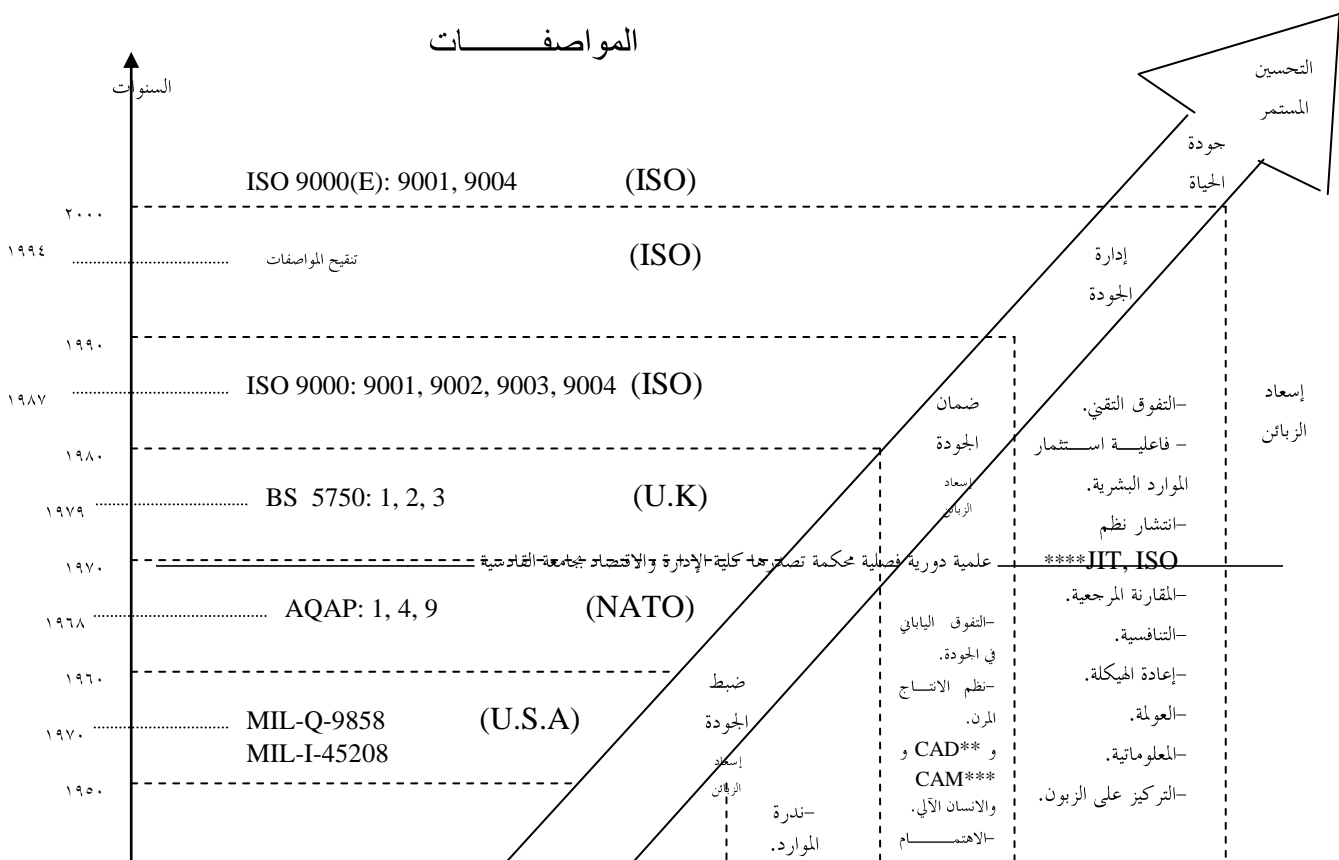 المواصفــــــــــات
السنوات
التحسين
المستمر
جودة
الحياة
ISO 9000(E): 9001, 9004 (ISO)
٢٠٠٠
١٩٩٤ تنقيح المواصفات (ISO)
إدارة
الجودة
١٩٩٠
١٩٨٧ ISO 9000: 9001, 9002, 9003, 9004 (ISO)
١٩٨٠
١٩٧٩ BS 5750: 1, 2, 3 (U.K)
١٩٧٠
علمية دورية فصلية محكمة تصدرها كلية الإدارة والاقتصاد بجامعة القادسية
١٩٦٨ AQAP: 1, 4, 9 (NATO)
١٩٦٠
١٩٧٠ MIL-Q-9858 (U.S.A)
MIL-I-45208
١٩٥٠
إسعاد
الزبائن
–التفوق التقني.
– فاعليـــة اســـتثمار
الموارد البشرية.
–انتشار نظم
****JIT, ISO
–المقارنة المرجعية.
–التنافسية.
–إعادة الهيكلة.
–العولمة.
–المعلوماتية.
–التركيز على الزبون.
ضمان
الجودة
إسعاد
الزبائن
–التفوق الياباني
في الجودة.
–نظم الانتـــاج
المرن.
و CAD** و
CAM***
والانسان الآلي.
–الاهتمـــــــام
ضبط
الجودة
إسعاد
الزبائن
–ندرة
الموارد.